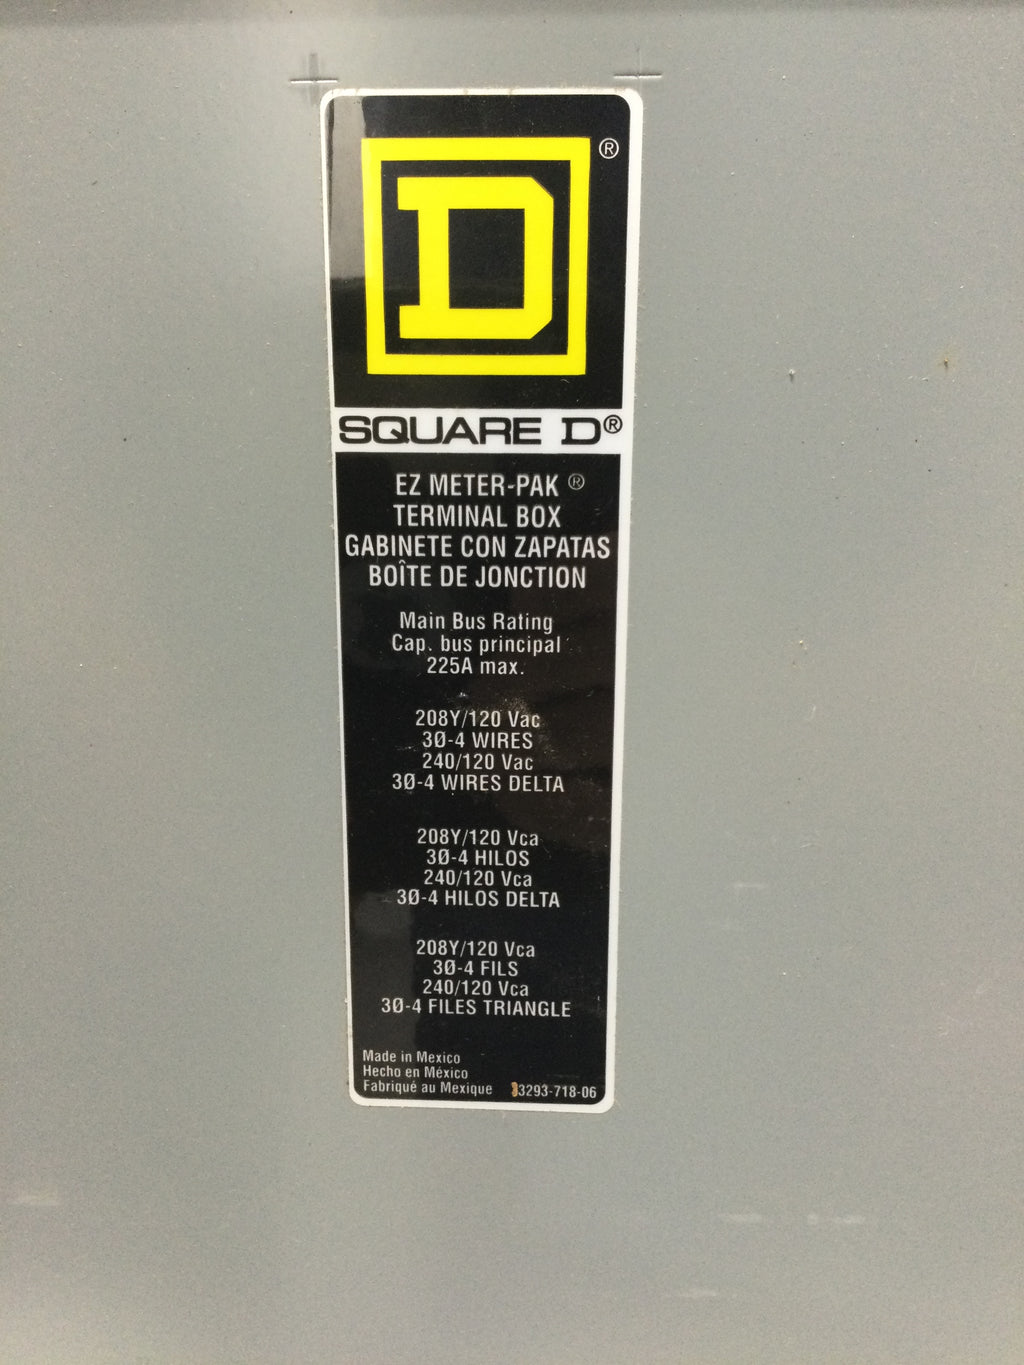 D ®
SQUARE D®
EZ METER-PAK ®
TERMINAL BOX
GABINETE CON ZAPATAS
BOÎTE DE JONCTION
Main Bus Rating
Cap. bus principal
225A max.
208Y/120 Vac
3Ø-4 WIRES
240/120 Vac
3Ø-4 WIRES DELTA
208Y/120 Vca
3Ø-4 HILOS
240/120 Vca
3Ø-4 HILOS DELTA
208Y/120 Vca
3Ø-4 FILS
240/120 Vca
3Ø-4 FILES TRIANGLE
Made in Mexico
Hecho en México
Fabriqué au Mexique